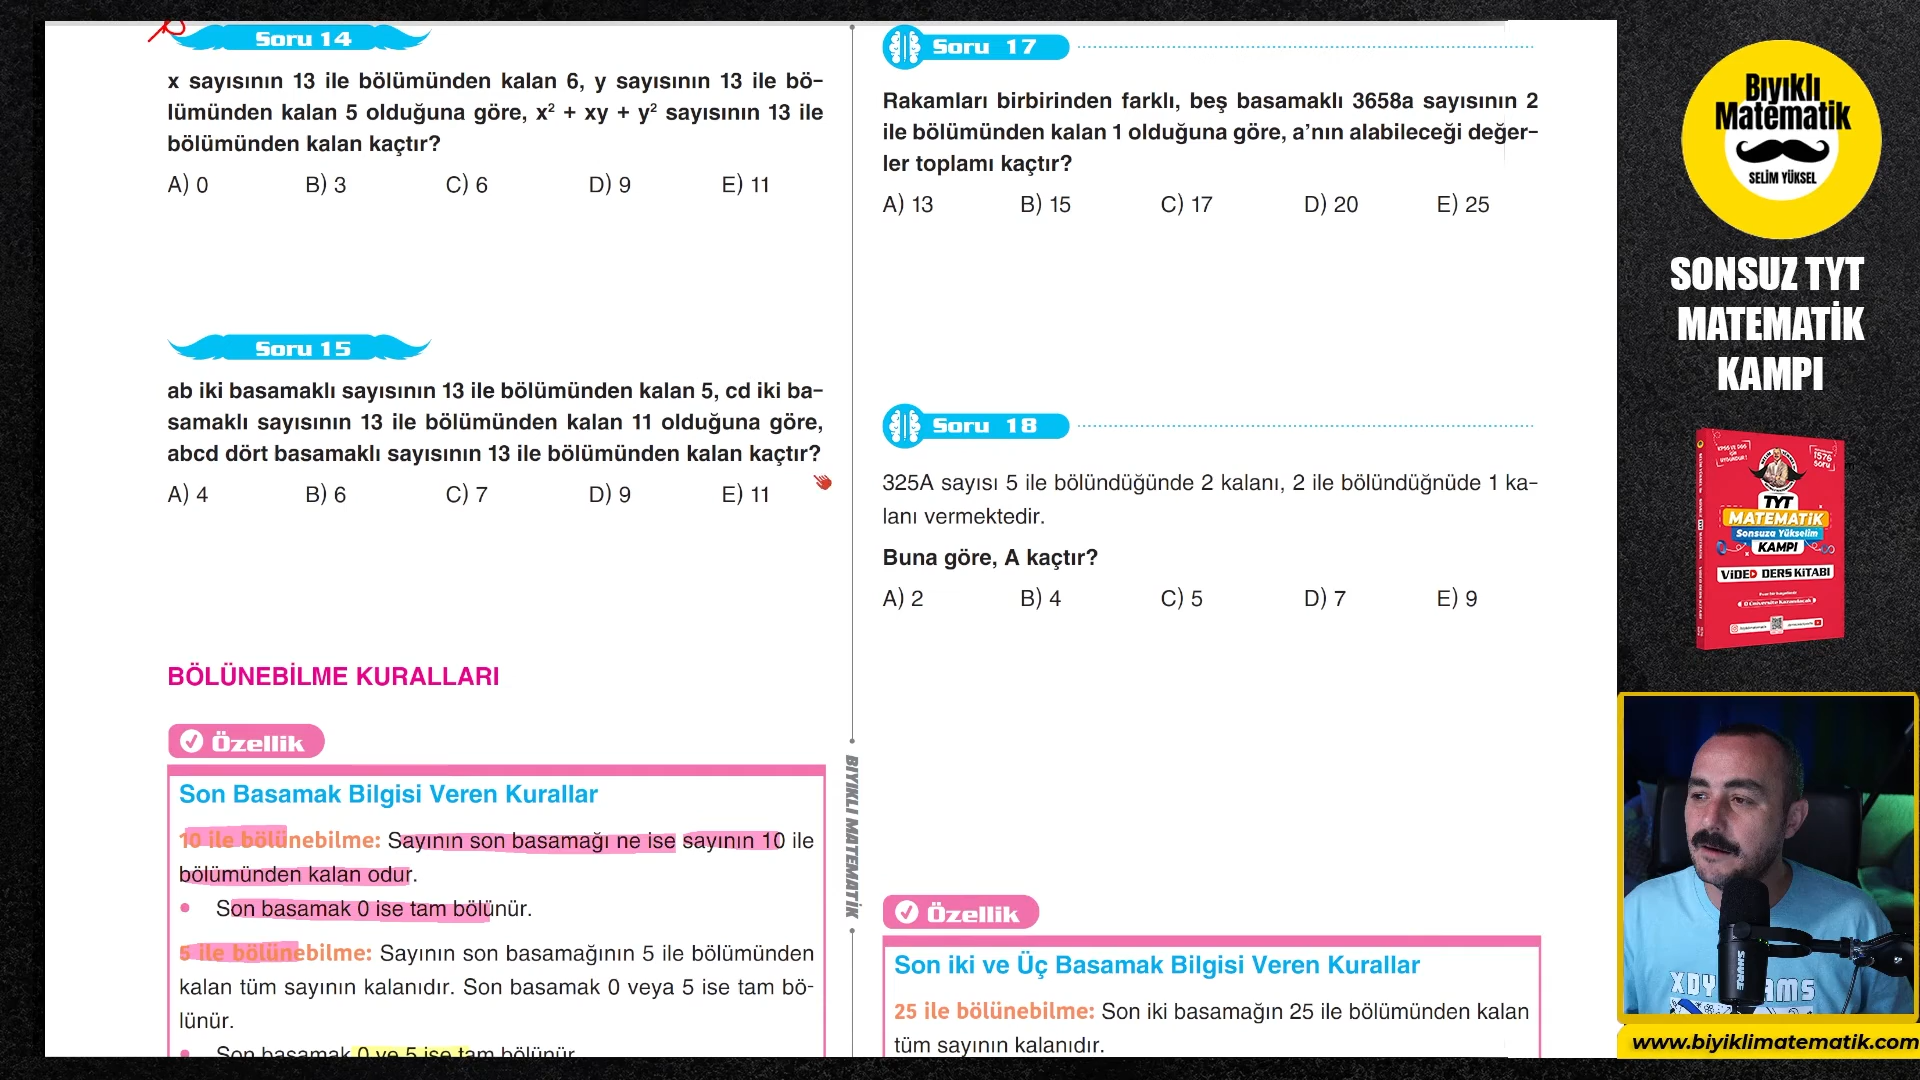 Soru 14
x sayısının 13 ile bölümünden kalan 6, y sayısının 13 ile bö-
lümünden kalan 5 olduğuna göre, x² + xy + y² sayısının 13 ile
bölümünden kalan kaçtır?
A) 0 B) 3 C) 6 D) 9 E) 11
Soru 15
ab iki basamaklı sayısının 13 ile bölümünden kalan 5, cd iki ba-
samaklı sayısının 13 ile bölümünden kalan 11 olduğuna göre,
abcd dört basamaklı sayısının 13 ile bölümünden kalan kaçtır?
A) 4 B) 6 C) 7 D) 9 E) 11
BÖLÜNEBİLME KURALLARI
Özellik
Son Basamak Bilgisi Veren Kurallar
10 ile bölünebilme: Sayının son basamağı ne ise sayının 10 ile
bölümünden kalan odur.
• Son basamak 0 ise tam bölünür.
5 ile bölünebilme: Sayının son basamağının 5 ile bölümünden
kalan tüm sayının kalanıdır. Son basamak 0 veya 5 ise tam bö-
lünür.
• Son basamak 0 ve 5 ise tam bölünür
BIYIKLI MATEMATİK
Soru 17
Rakamları birbirinden farklı, beş basamaklı 3658a sayısının 2
ile bölümünden kalan 1 olduğuna göre, a'nın alabileceği değer-
ler toplamı kaçtır?
A) 13 B) 15 C) 17 D) 20 E) 25
Soru 18
325A sayısı 5 ile bölündüğünde 2 kalanı, 2 ile bölündüğnüde 1 ka-
lanı vermektedir.
Buna göre, A kaçtır?
A) 2 B) 4 C) 5 D) 7 E) 9
Özellik
Son iki ve Üç Basamak Bilgisi Veren Kurallar
25 ile bölünebilme: Son iki basamağın 25 ile bölümünden kalan
tüm sayının kalanıdır.
Bıyıklı
Matematik
SELİM YÜKSEL
SONSUZ TYT
MATEMATİK
KAMPI
1576
TYT
MATEMATİK
Sonsuza Yükselim
KAMPI
VİDEO DERS KİTABI
SHURE
www.biyiklimatematik.com